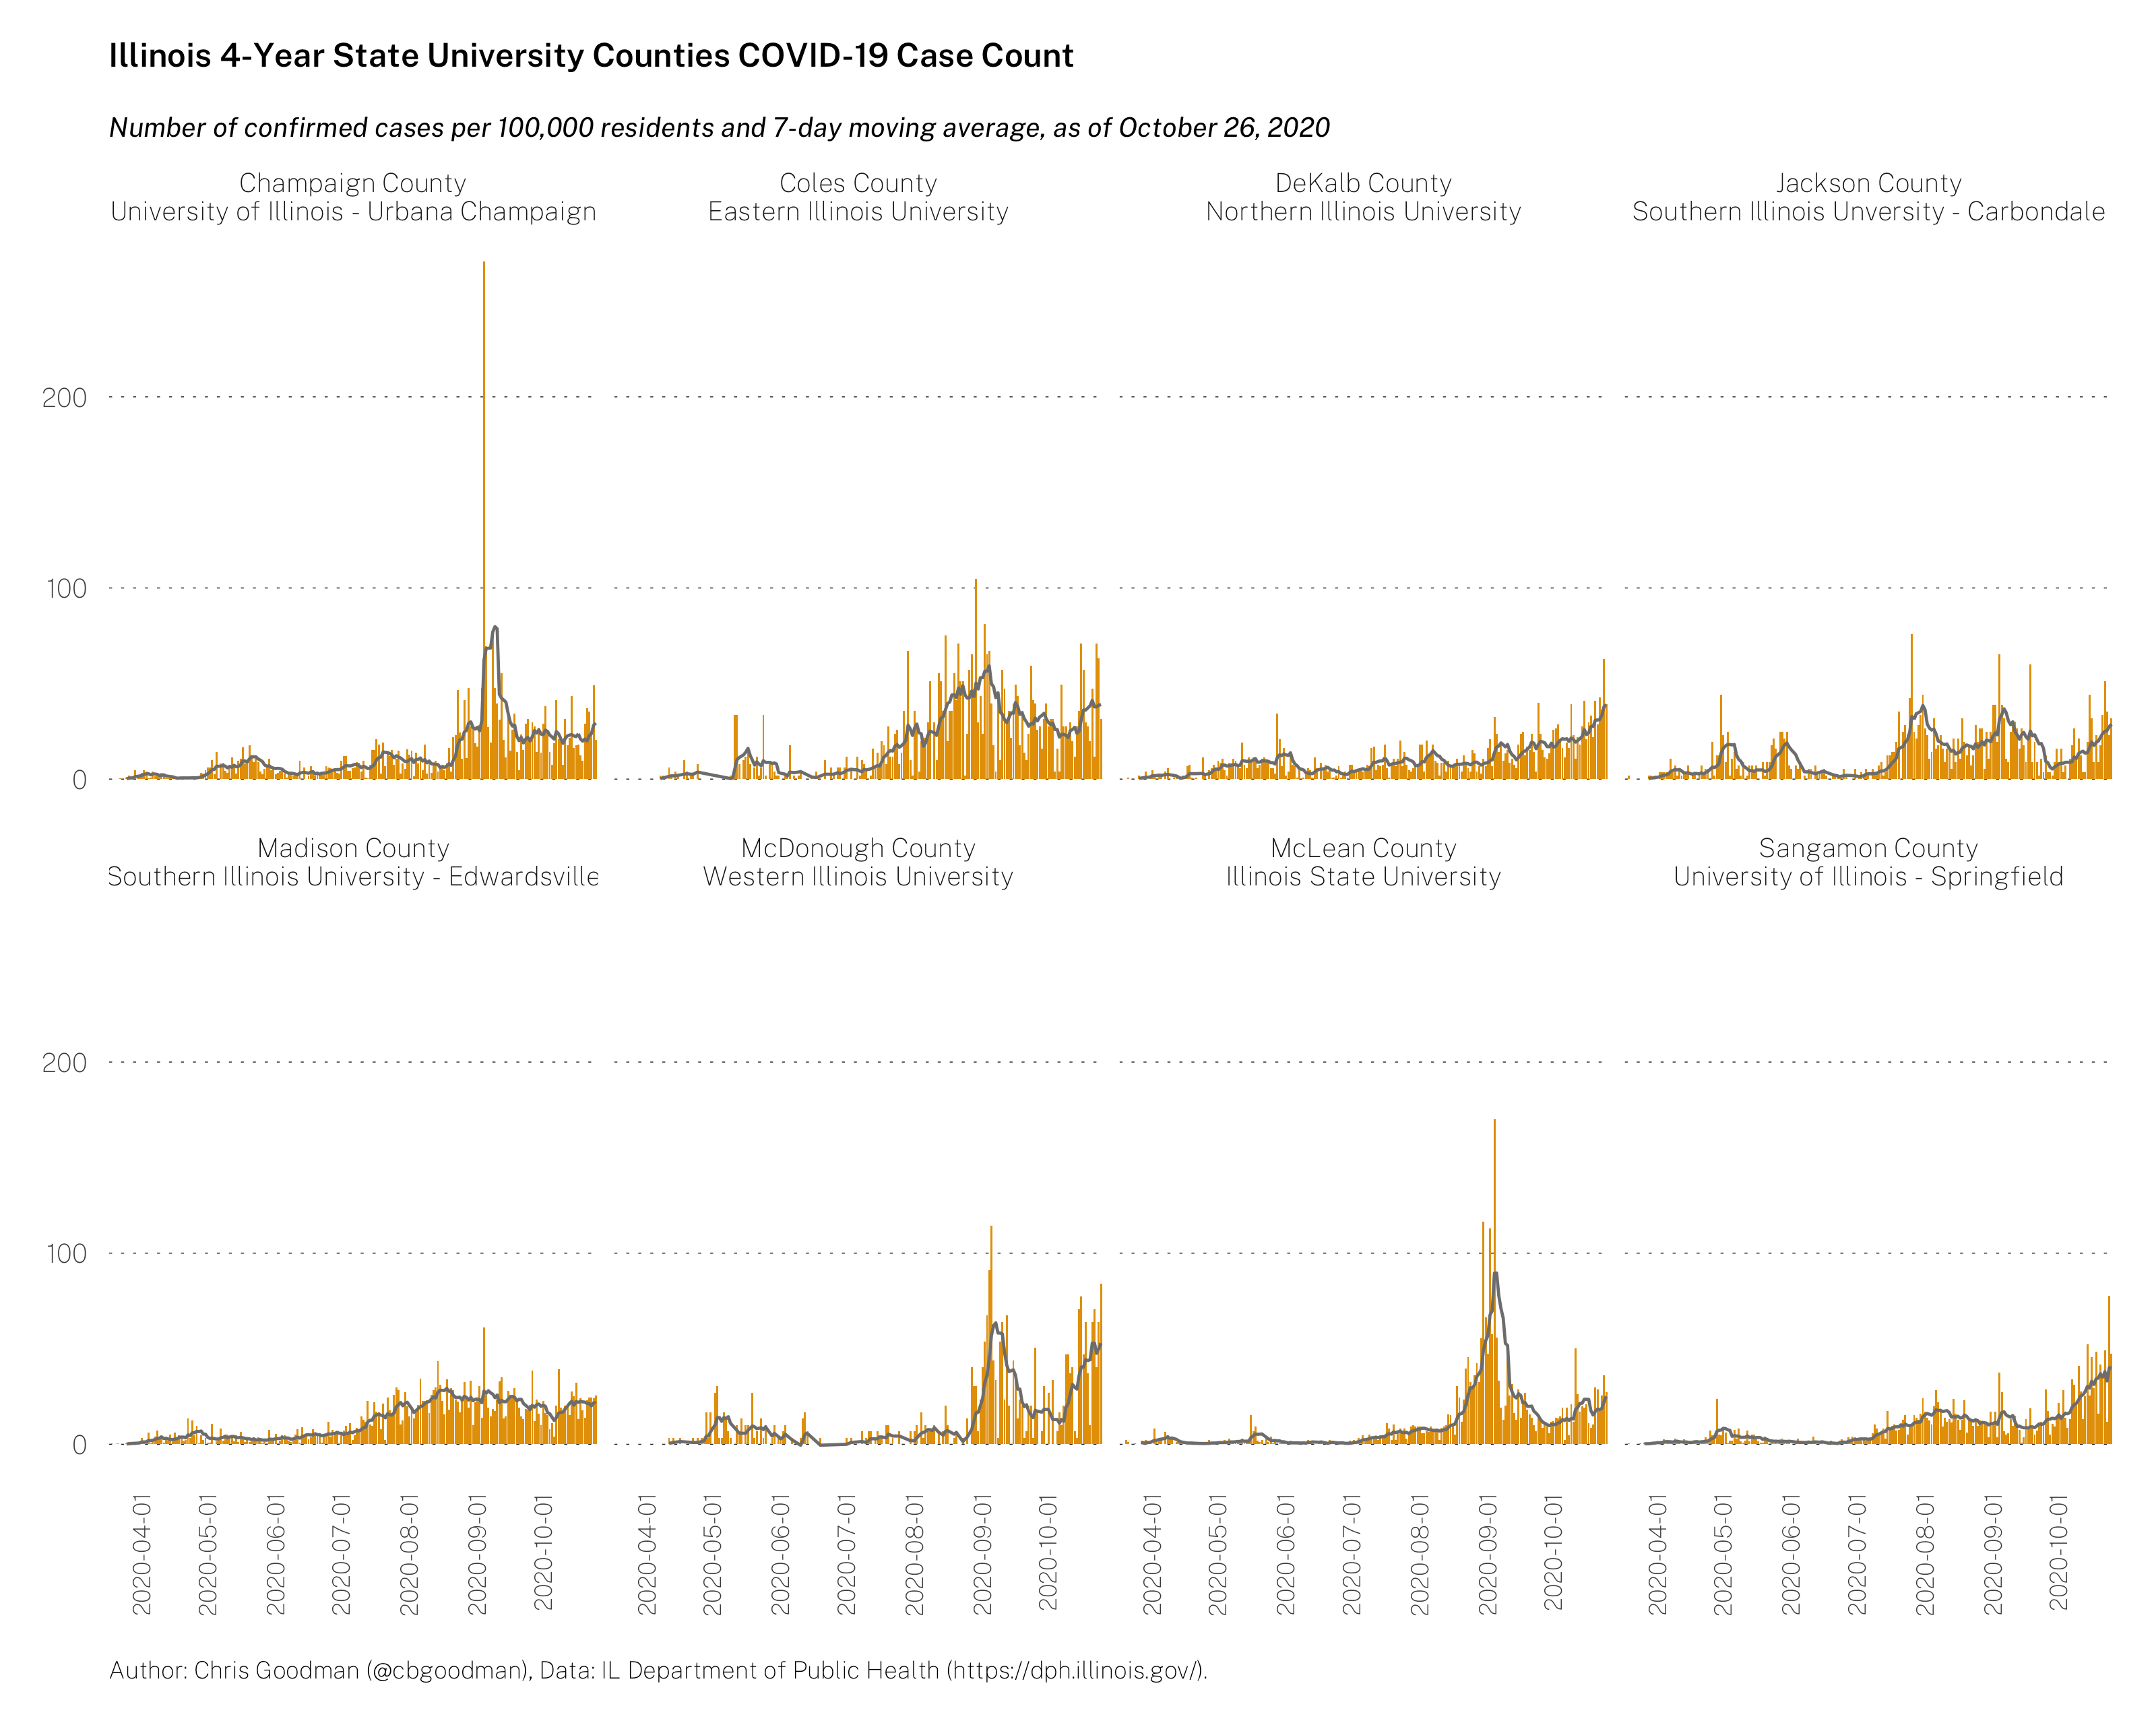 Illinois 4-Year State University Counties COVID-19 Case Count
Number of confirmed cases per 100,000 residents and 7-day moving average, as of October 26, 2020
Champaign County
University of Illinois - Urbana Champaign
Coles County
Eastern Illinois University
DeKalb County
Northern Illinois University
Jackson County
Southern Illinois Unversity - Carbondale
200
100
0
Madison County
Southern Illinois University - Edwardsville
McDonough County
Western Illinois University
McLean County
Illinois State University
Sangamon County
University of Illinois - Springfield
200
100
0
2020-04-01
2020-05-01
2020-06-01
2020-07-01
2020-08-01
2020-09-01
2020-10-01
2020-04-01
2020-05-01
2020-06-01
2020-07-01
2020-08-01
2020-09-01
2020-10-01
2020-04-01
2020-05-01
2020-06-01
2020-07-01
2020-08-01
2020-09-01
2020-10-01
2020-04-01
2020-05-01
2020-06-01
2020-07-01
2020-08-01
2020-09-01
2020-10-01
Author: Chris Goodman (@cbgoodman), Data: IL Department of Public Health (https://dph.illinois.gov/).